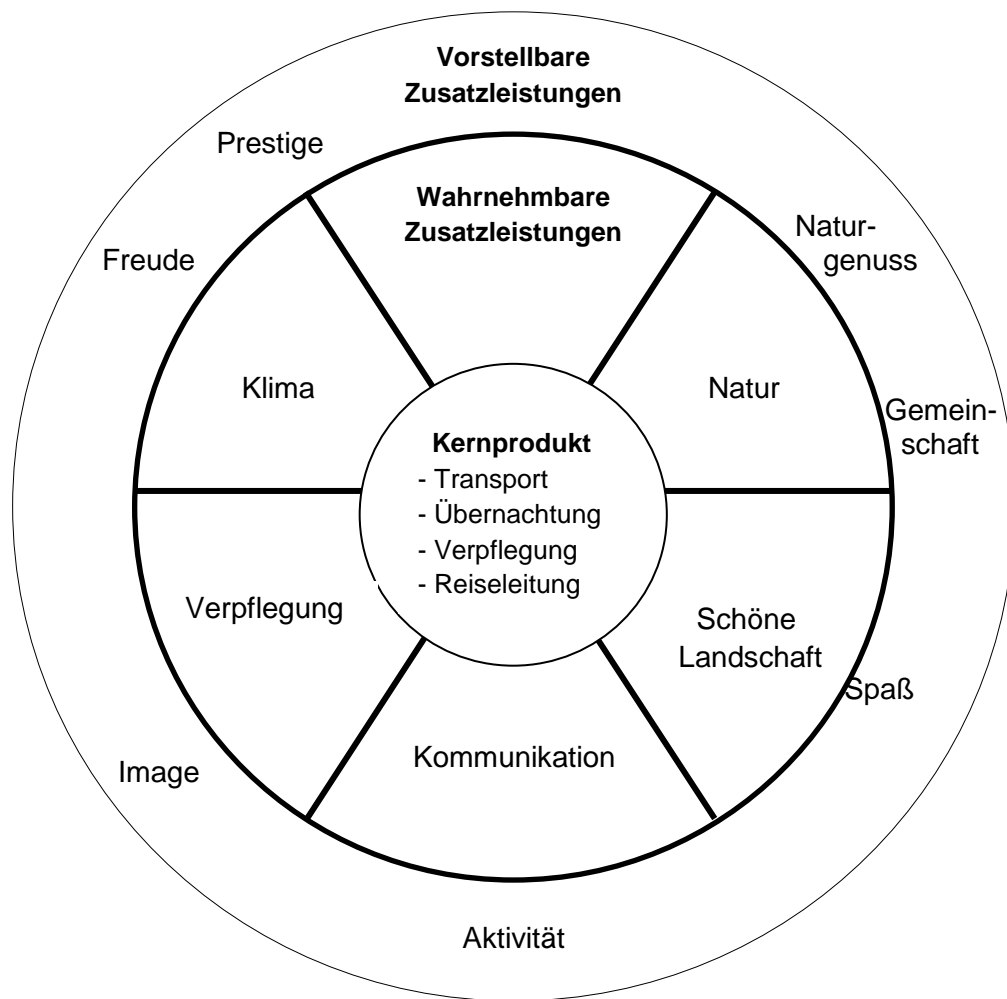 Vorstellbare
Zusatzleistungen
Prestige
Wahrnehmbare
Zusatzleistungen
Natur-
genuss
Freude
Klima
Natur
Gemein-
schaft
Kernprodukt
- Transport
- Übernachtung
- Verpflegung
- Reiseleitung
Verpflegung
Schöne
Landschaft
Spaß
Kommunikation
Image
Aktivität